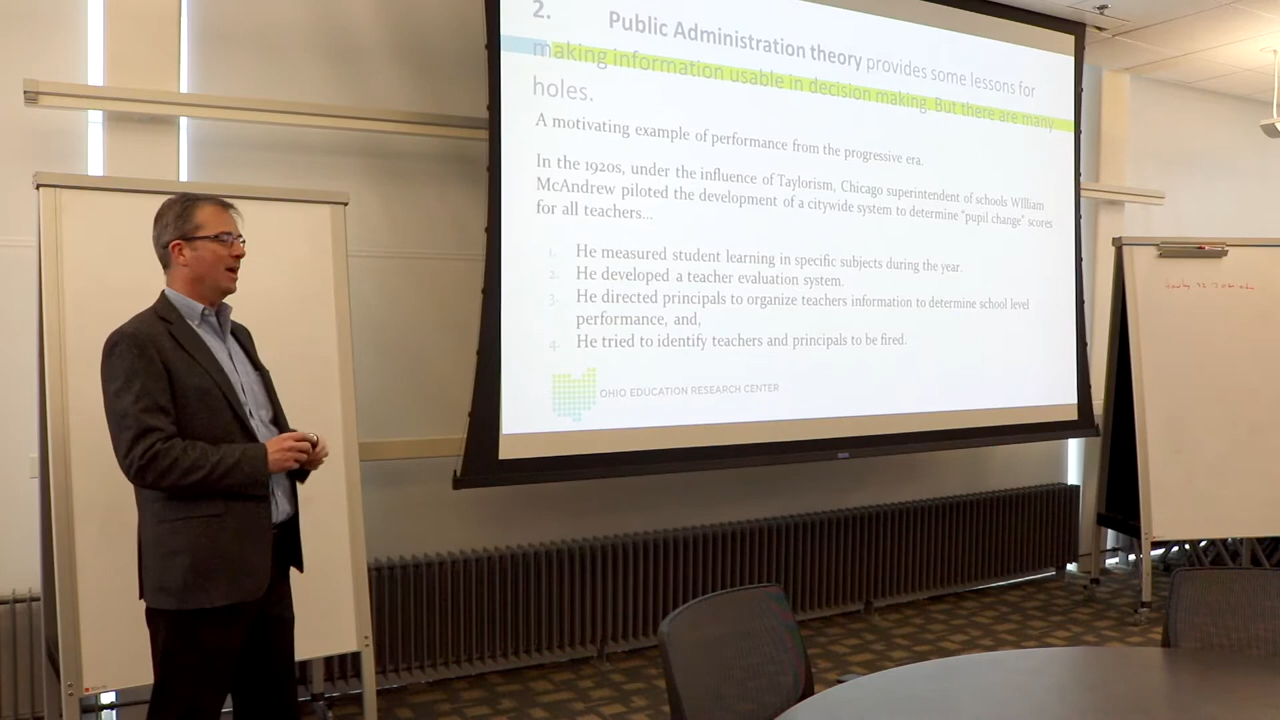 2. Public Administration theory provides some lessons for
making information usable in decision making. But there are many
holes.
A motivating example of performance from the progressive era.
In the 1920s, under the influence of Taylorism, Chicago superintendent of schools WIlliam
McAndrew piloted the development of a citywide system to determine "pupil change" scores
for all teachers...
1. He measured student learning in specific subjects during the year.
2. He developed a teacher evaluation system.
3. He directed principals to organize teachers information to determine school level
performance, and,
4. He tried to identify teachers and principals to be fired.
OHIO EDUCATION RESEARCH CENTER